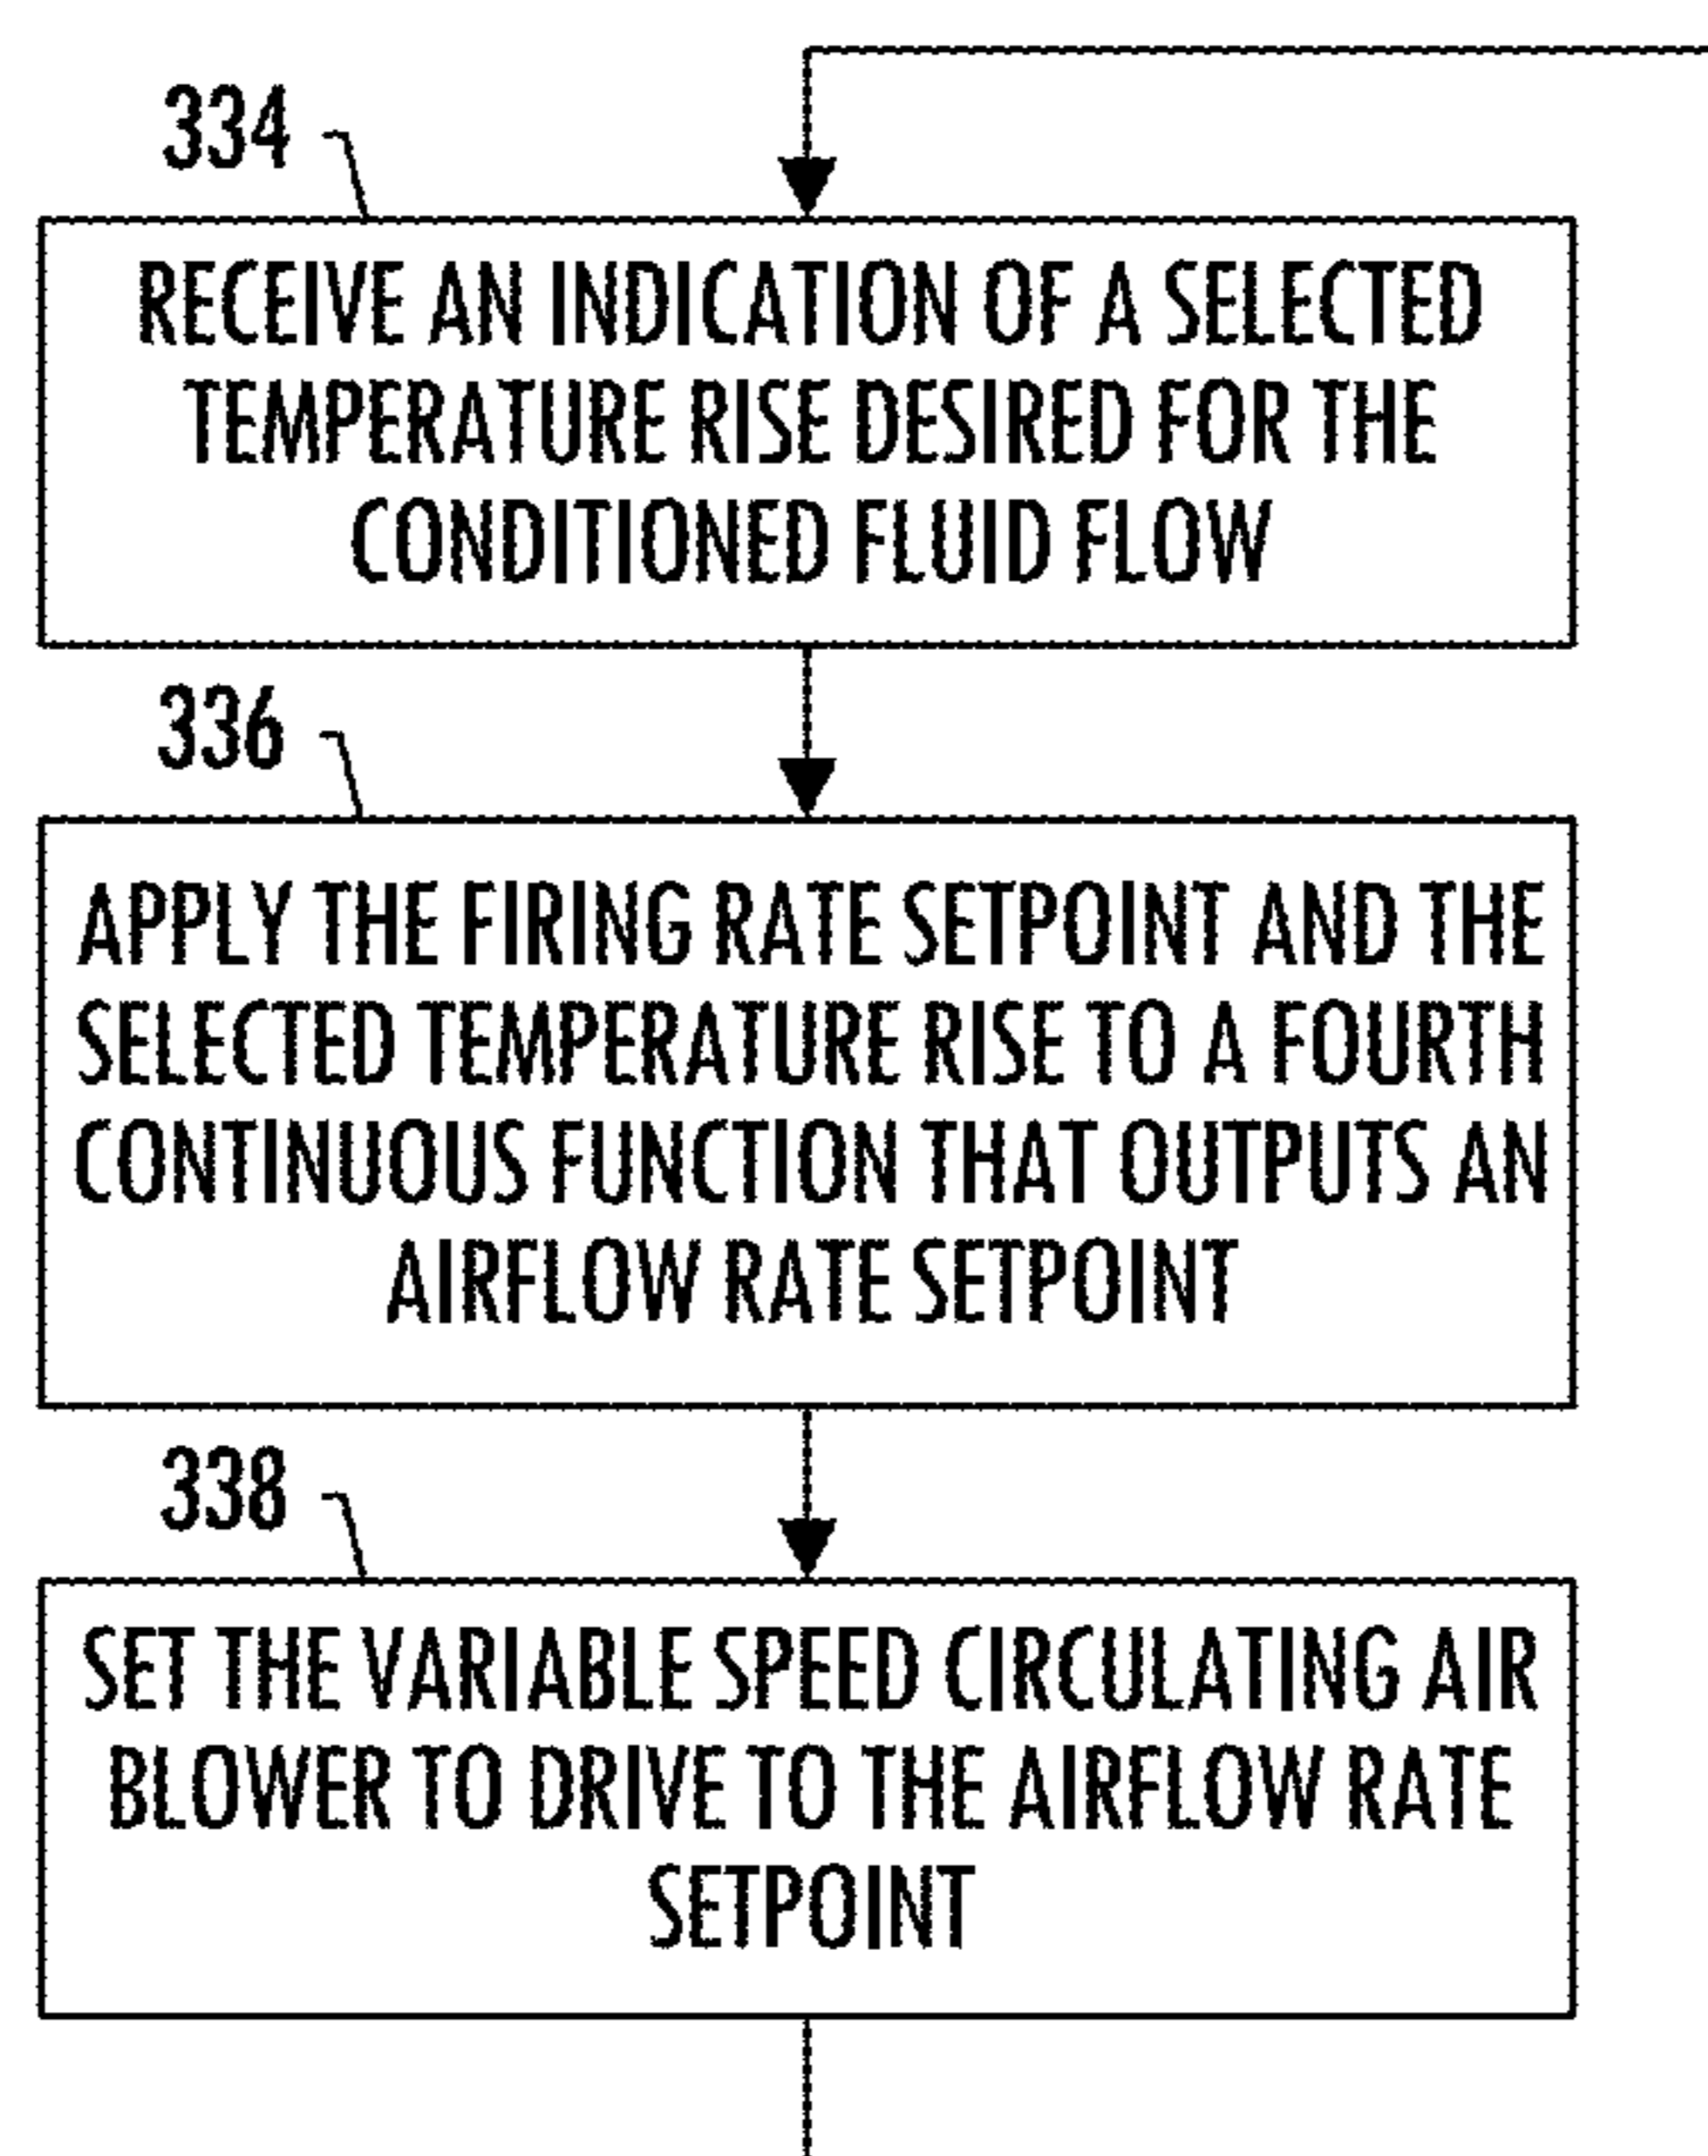 334
RECEIVE AN INDICATION OF A SELECTED
TEMPERATURE RISE DESIRED FOR THE
CONDITIONED FLUID FLOW
336
APPLY THE FIRING RATE SETPOINT AND THE
SELECTED TEMPERATURE RISE TO A FOURTH
CONTINUOUS FUNCTION THAT OUTPUTS AN
AIRFLOW RATE SETPOINT
338
SET THE VARIABLE SPEED CIRCULATING AIR
BLOWER TO DRIVE TO THE AIRFLOW RATE
SETPOINT